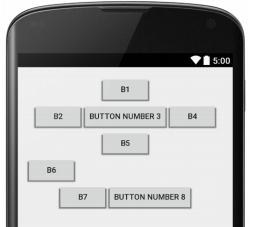 5:00
B1
B2 BUTTON NUMBER 3 B4
B5
B6
B7 BUTTON NUMBER 8